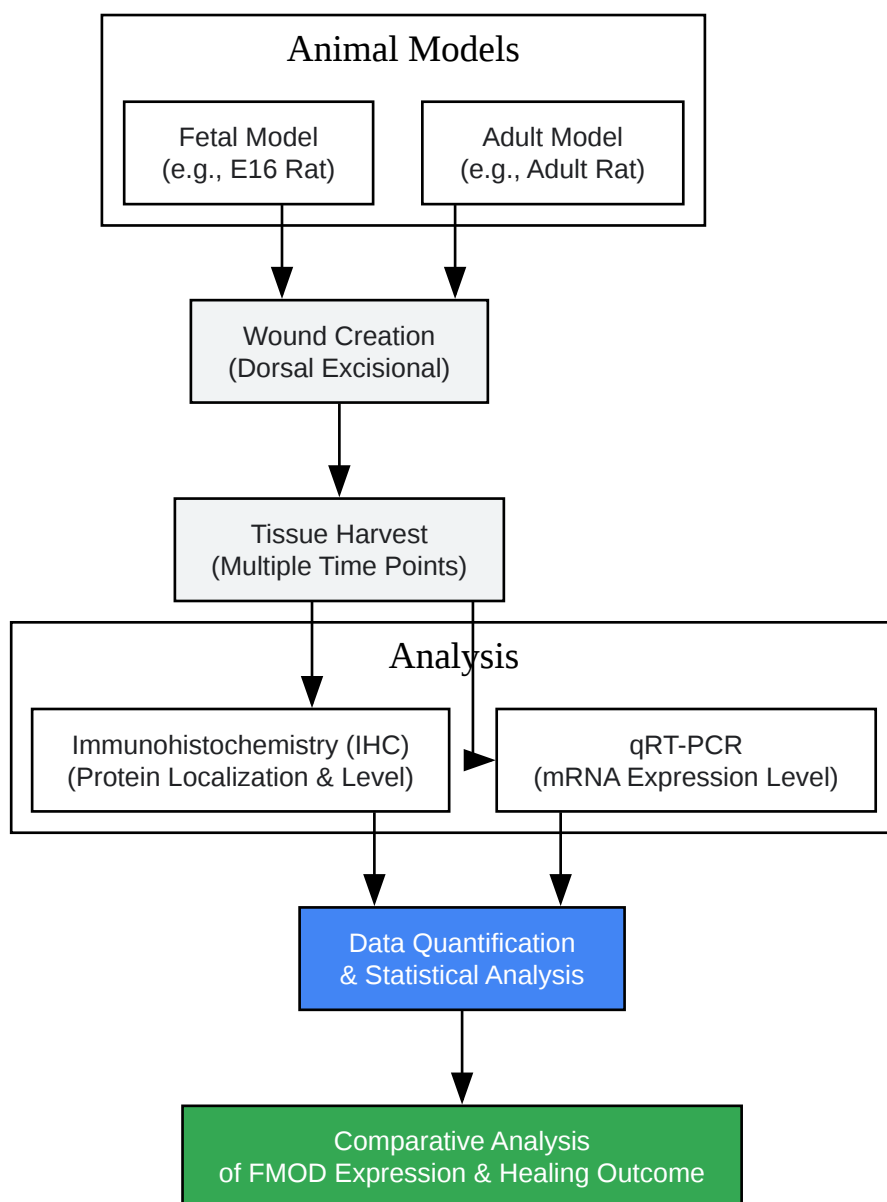 Animal Models
Fetal Model
(e.g., E16 Rat)
Adult Model
(e.g., Adult Rat)
Wound Creation
(Dorsal Excisional)
Tissue Harvest
(Multiple Time Points)
Analysis
Immunohistochemistry (IHC)
(Protein Localization & Level)
qRT-PCR
(mRNA Expression Level)
Data Quantification
& Statistical Analysis
Comparative Analysis
of FMOD Expression & Healing Outcome